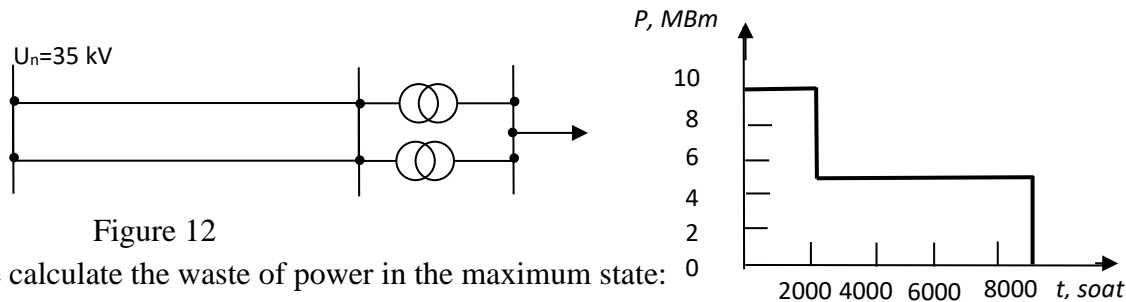 Uₙ=35 kV
Figure 12
calculate the waste of power in the maximum state:
P, MBm
10
8
6
4
2
0
2000 4000 6000 8000 t, soat